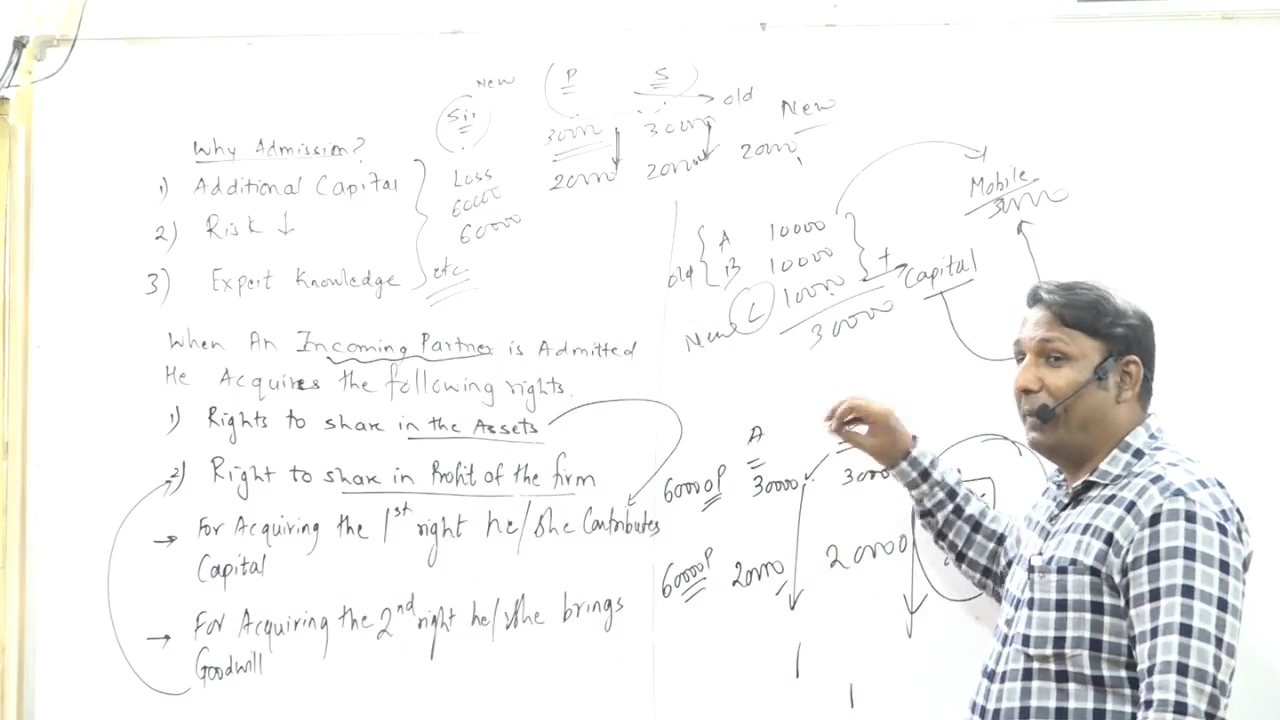 Why Admission?
1) Additional Capital
2) Risk ↓
3) Expert Knowledge
etc
New
Sir
P
S
old
New
30000
30000
Loss
60000
20000
20000
20000
60000
Mobile
30000
old
A 10000
B 10000
New C 10000
30000
+
Capital
When An Incoming Partner is Admitted
He Acquires the following rights.
1) Rights to share in the Assets
2) Right to share in Profit of the firm
→ For Acquiring the 1st right he/she Contributes
Capital
→ For Acquiring the 2nd right he/she brings
Goodwill
A
60000P 30000 30000
60000P 20000 20000